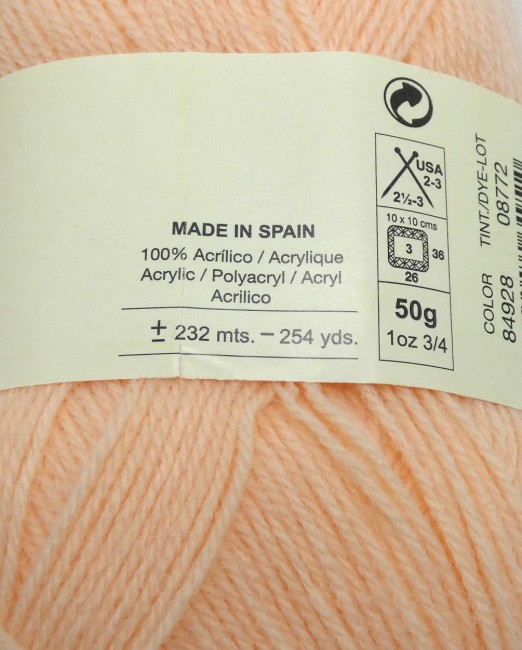 MADE IN SPAIN
100% Acrílico / Acrylique
Acrylic / Polyacryl / Acryl
Acrilico
± 232 mts. – 254 yds.
USA
2-3
2½-3
10 x 10 cms
3
36
26
50g
1oz 3/4
COLOR TINT./DYE-LOT
84928 08772